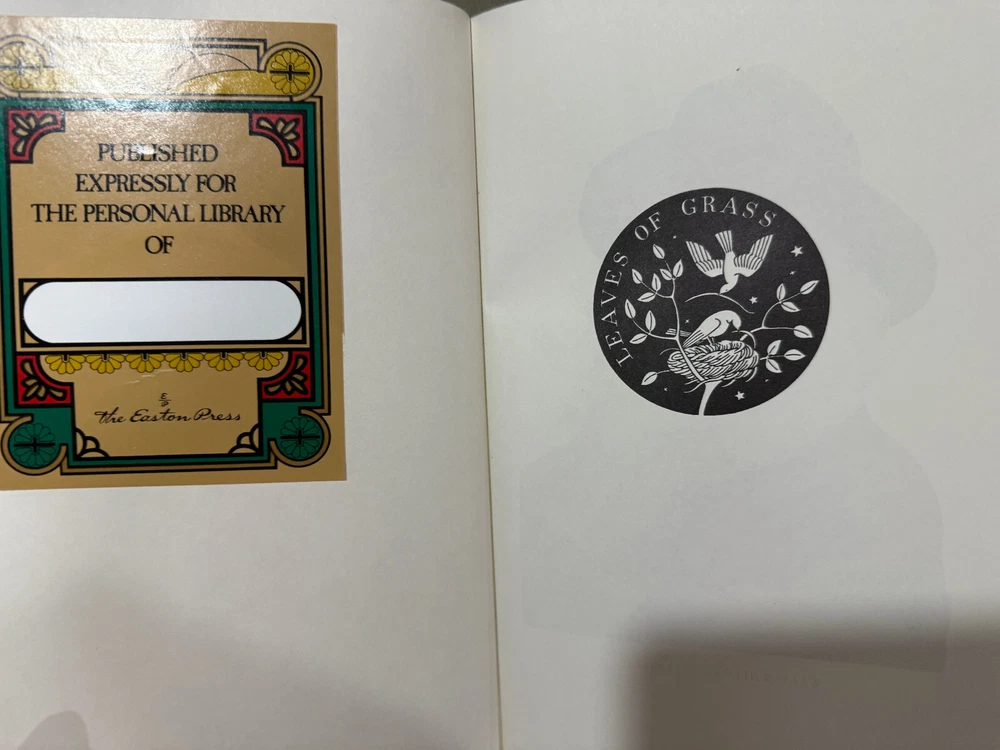 PUBLISHED
EXPRESSLY FOR
THE PERSONAL LIBRARY
OF
E/P
The Easton Press
LEAVES OF GRASS